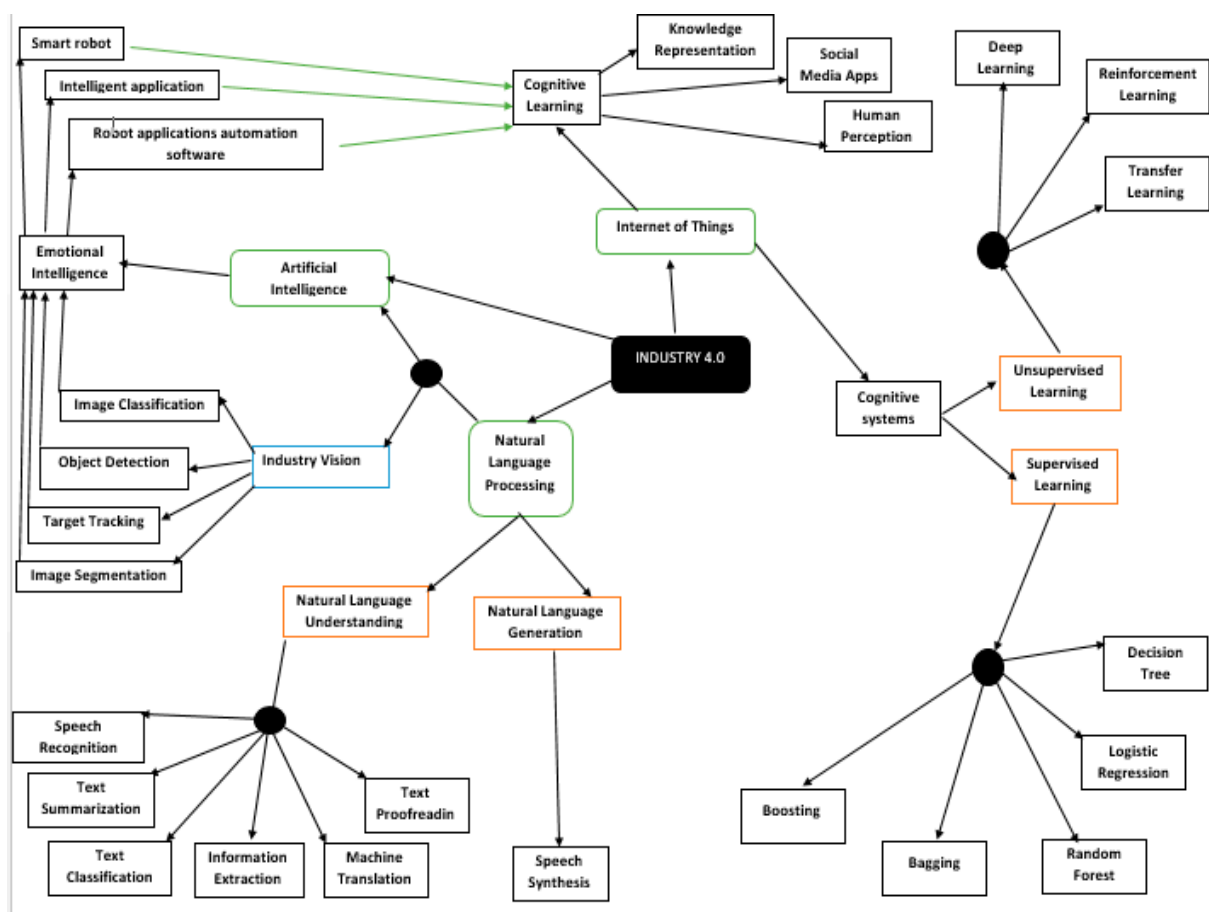 Smart robot
Intelligent application
Robot applications automation
software
Cognitive
Learning
Knowledge
Representation
Social
Media Apps
Human
Perception
Deep
Learning
Reinforcement
Learning
Transfer
Learning
Internet of Things
Emotional
Intelligence
Artificial
Intelligence
INDUSTRY 4.0
Unsupervised
Learning
Cognitive
systems
Supervised
Learning
Image Classification
Object Detection
Target Tracking
Image Segmentation
Industry Vision
Natural
Language
Processing
Natural Language
Understanding
Natural Language
Generation
Speech
Recognition
Text
Summarization
Text
Classification
Information
Extraction
Machine
Translation
Text
Proofreadin
Speech
Synthesis
Decision
Tree
Logistic
Regression
Boosting
Bagging
Random
Forest